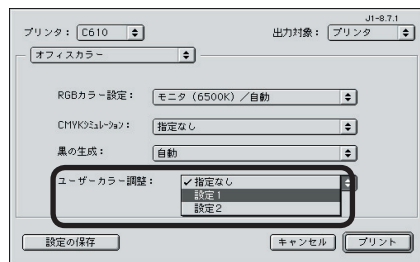 J1-8.7.1
プリンタ： C610 出力対象： プリンタ
オフィスカラー
RGBカラー設定： モニタ（6500K）／自動
CMYKシミュレーション： 指定なし
黒の生成： 自動
ユーザーカラー調整： ✓指定なし
設定1
設定2
設定の保存 キャンセル プリント